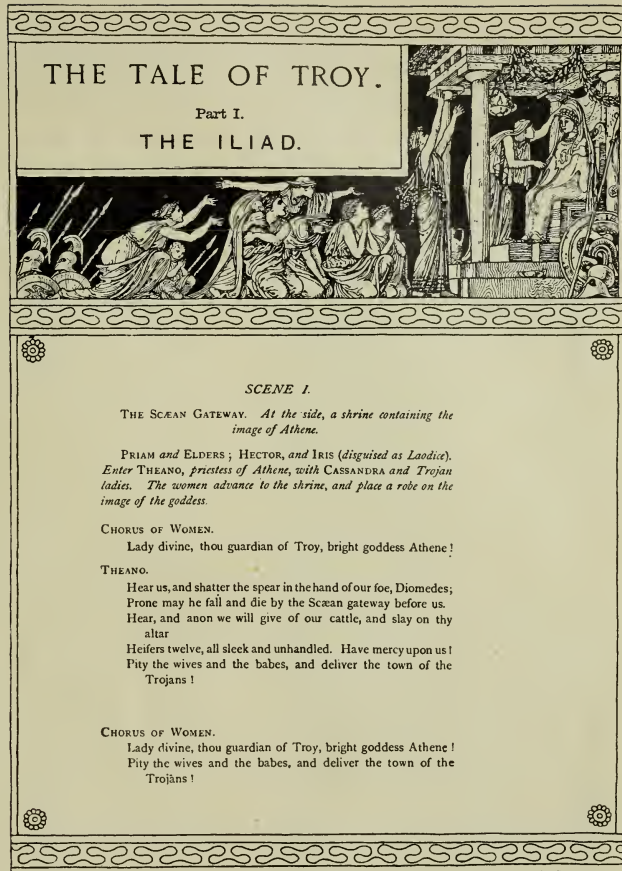 THE TALE OF TROY.
Part I.
THE ILIAD.
SCENE I.
THE SCÆAN GATEWAY. At the side, a shrine containing the
image of Athene.
PRIAM and ELDERS ; HECTOR, and IRIS (disguised as Laodice).
Enter THEANO, priestess of Athene, with CASSANDRA and Trojan
ladies. The women advance to the shrine, and place a robe on the
image of the goddess.
CHORUS OF WOMEN.
Lady divine, thou guardian of Troy, bright goddess Athene !
THEANO.
Hear us, and shatter the spear in the hand of our foe, Diomedes;
Prone may he fall and die by the Scæan gateway before us.
Hear, and anon we will give of our cattle, and slay on thy
altar
Heifers twelve, all sleek and unhandled. Have mercy upon us !
Pity the wives and the babes, and deliver the town of the
Trojans !
CHORUS OF WOMEN.
Lady divine, thou guardian of Troy, bright goddess Athene !
Pity the wives and the babes, and deliver the town of the
Trojans !